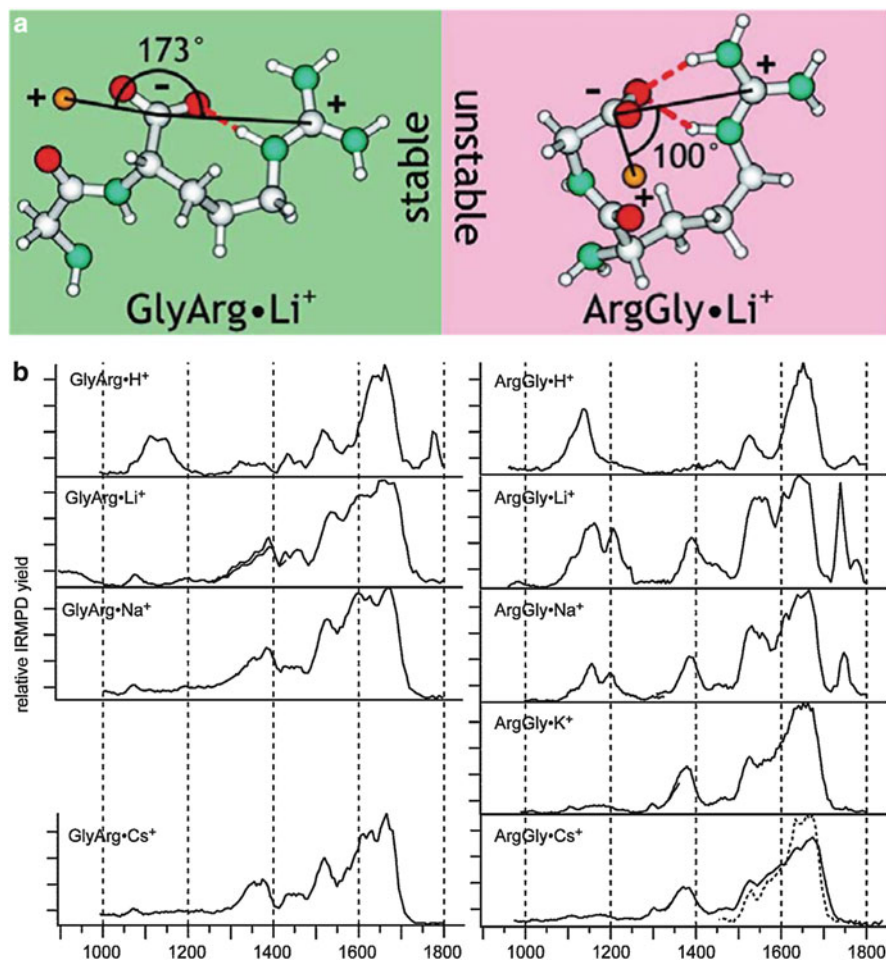 a
173°
+
-
+
stable
GlyArg•Li⁺
unstable
-
+
100°
+
ArgGly•Li⁺
b
relative IRMPD yield
GlyArg•H⁺
GlyArg•Li⁺
GlyArg•Na⁺
GlyArg•Cs⁺
1000 1200 1400 1600 1800
ArgGly•H⁺
ArgGly•Li⁺
ArgGly•Na⁺
ArgGly•K⁺
ArgGly•Cs⁺
1000 1200 1400 1600 1800